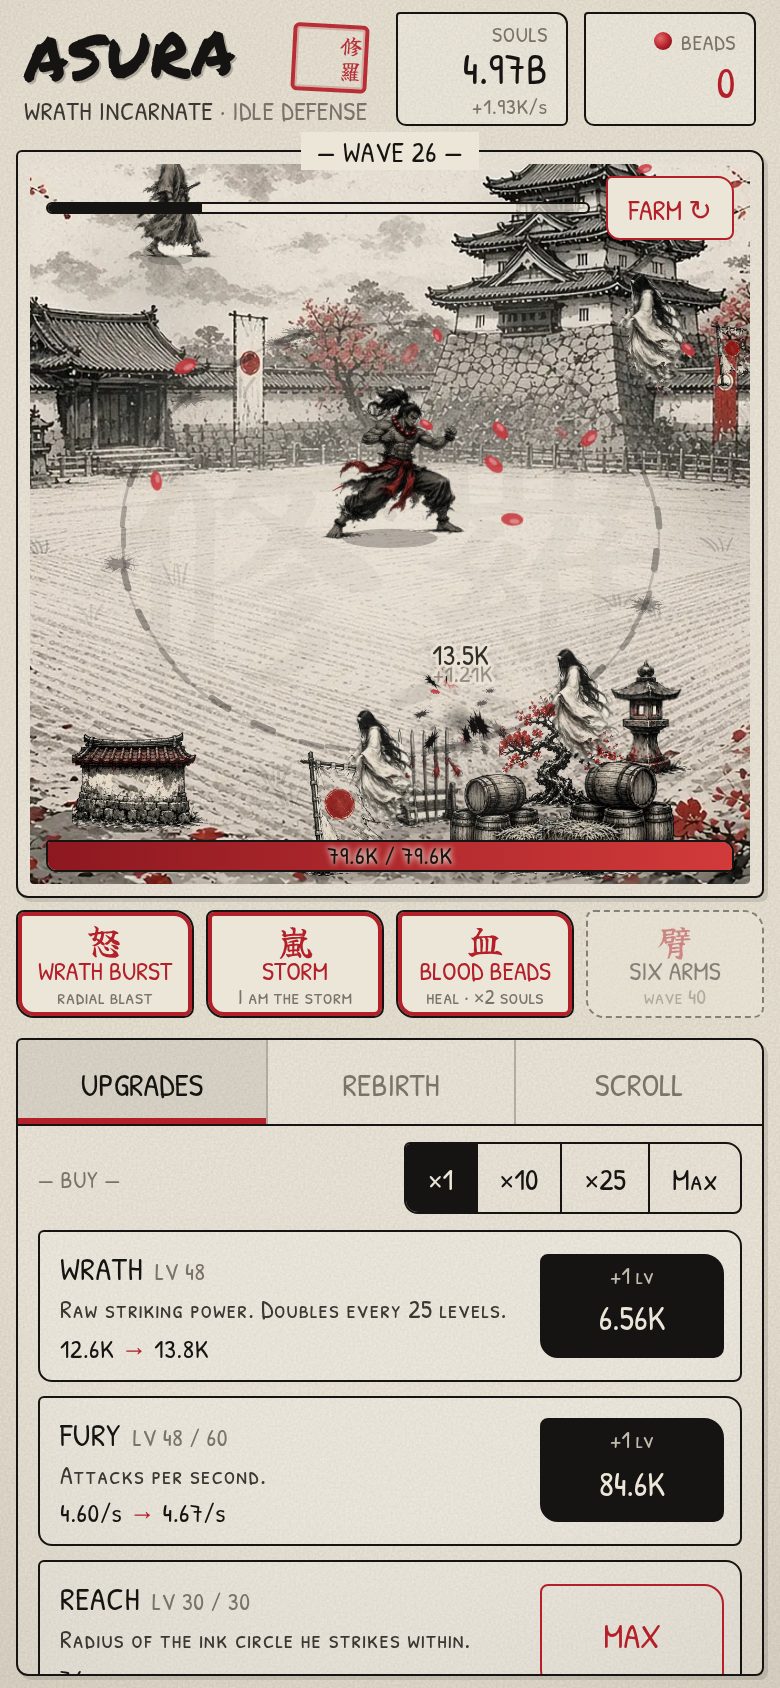 ASURA
修
羅
WRATH INCARNATE · IDLE DEFENSE
SOULS
4.97B
+1.93K/s
BEADS
0
— WAVE 26 —
FARM ↻
13.5K
+1.21K
79.6K / 79.6K
怒
WRATH BURST
RADIAL BLAST
嵐
STORM
I AM THE STORM
血
BLOOD BEADS
HEAL · ×2 SOULS
臂
SIX ARMS
WAVE 40
UPGRADES
REBIRTH
SCROLL
— BUY —
×1
×10
×25
MAX
WRATH LV 48
RAW STRIKING POWER. DOUBLES EVERY 25 LEVELS.
12.6K → 13.8K
+1 LV
6.56K
FURY LV 48 / 60
ATTACKS PER SECOND.
4.60/s → 4.67/s
+1 LV
84.6K
REACH LV 30 / 30
RADIUS OF THE INK CIRCLE HE STRIKES WITHIN.
MAX